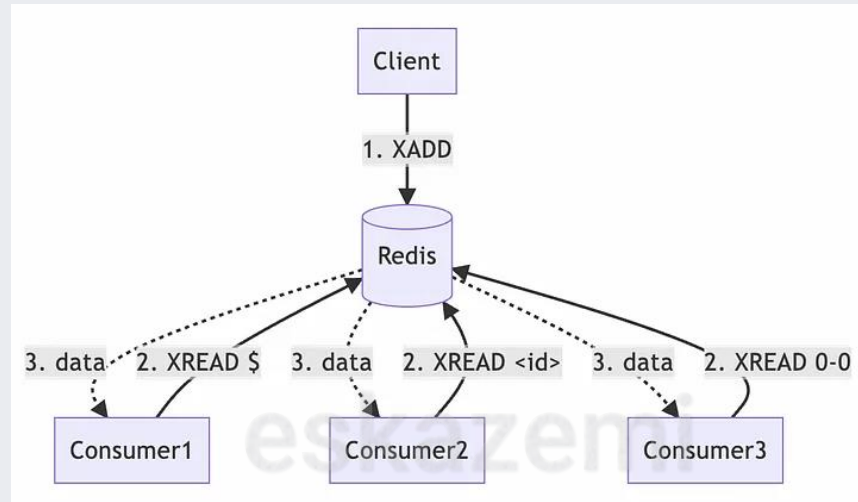 Client
1. XADD
Redis
3. data 2. XREAD $ 3. data 2. XREAD <id> 3. data 2. XREAD 0-0
Consumer1 Consumer2 Consumer3
eskazemi